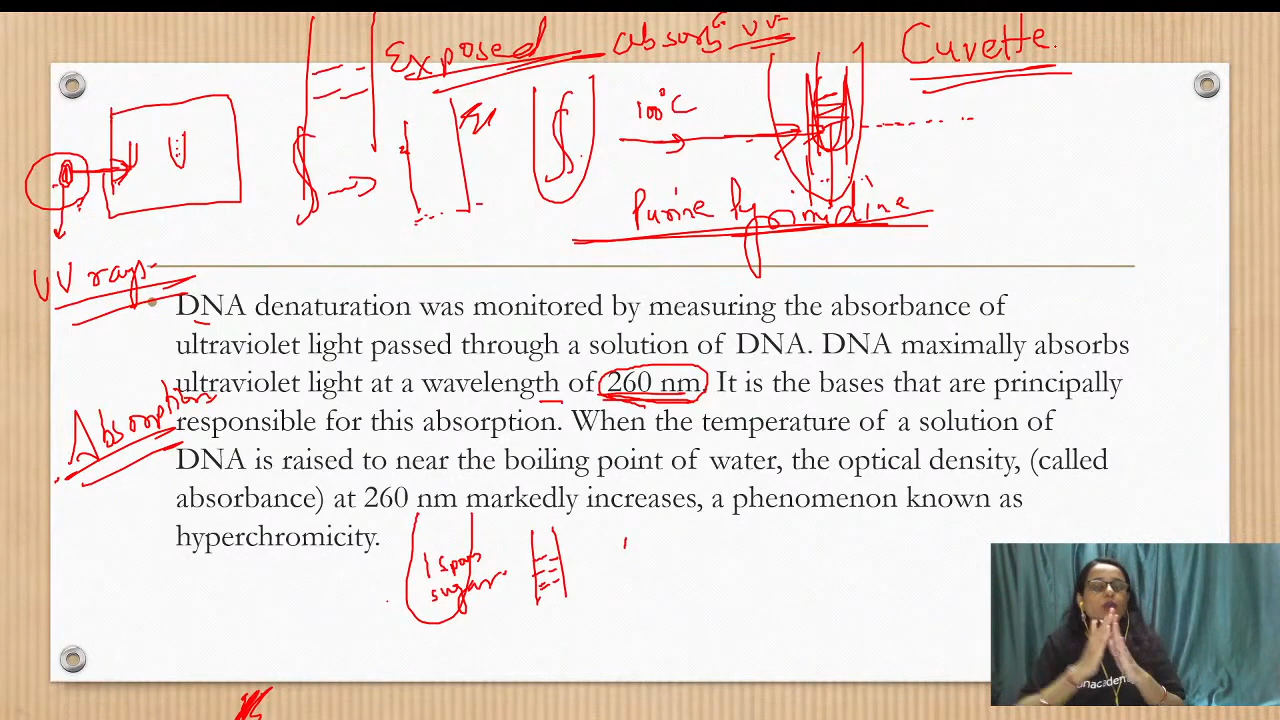 Exposed absorb UV
Cuvette
100°C
Purine Pyrimidine
UV rays
DNA denaturation was monitored by measuring the absorbance of
ultraviolet light passed through a solution of DNA. DNA maximally absorbs
ultraviolet light at a wavelength of 260 nm. It is the bases that are principally
responsible for this absorption. When the temperature of a solution of
DNA is raised to near the boiling point of water, the optical density, (called
absorbance) at 260 nm markedly increases, a phenomenon known as
hyperchromicity.
Absorption
1 spoon
sugar
unacademy